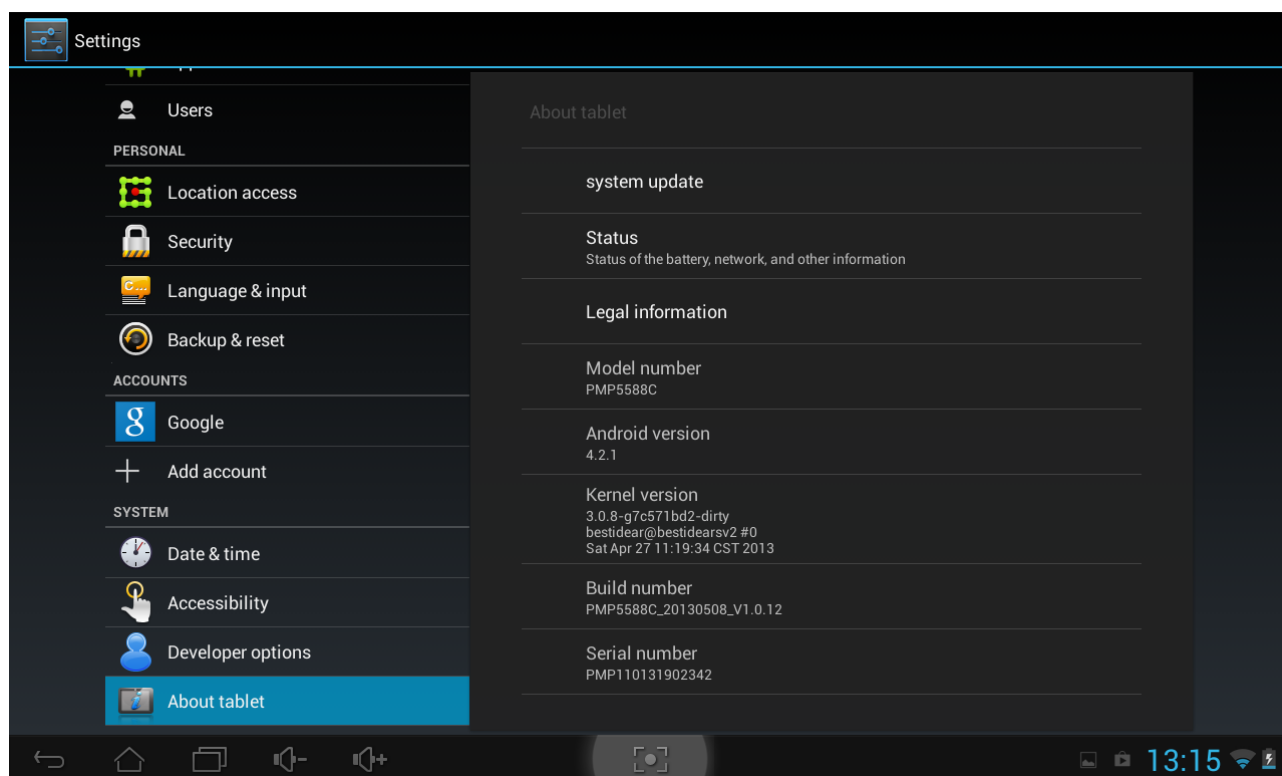 Settings
Users
PERSONAL
Location access
Security
Language & input
Backup & reset
ACCOUNTS
Google
Add account
SYSTEM
Date & time
Accessibility
Developer options
About tablet
About tablet
system update
Status
Status of the battery, network, and other information
Legal information
Model number
PMP5588C
Android version
4.2.1
Kernel version
3.0.8-g7c571bd2-dirty
bestidear@bestidearsv2 #0
Sat Apr 27 11:19:34 CST 2013
Build number
PMP5588C_20130508_V1.0.12
Serial number
PMP110131902342
13:15